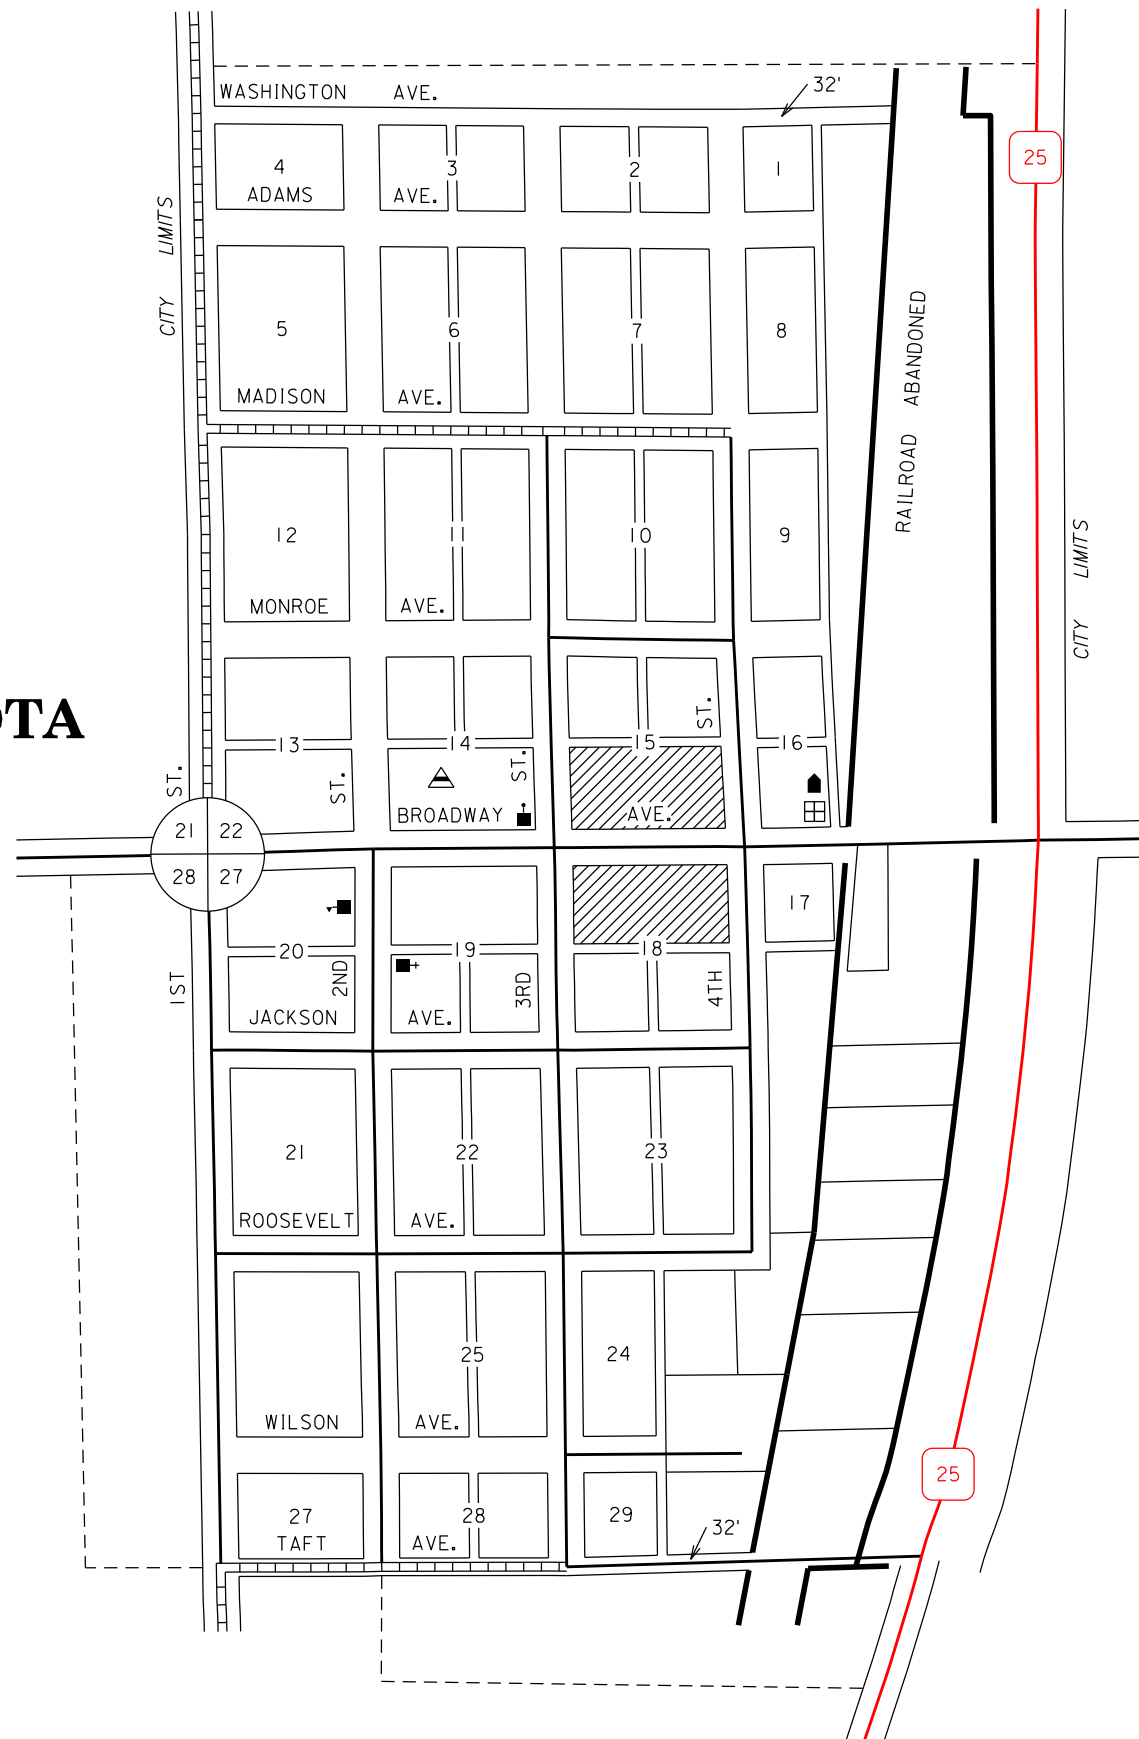 WASHINGTON AVE.
32'
4
3
2
1
25
ADAMS AVE.
CITY LIMITS
5
6
7
8
MADISON AVE.
RAILROAD ABANDONED
12
11
10
9
MONROE AVE.
CITY LIMITS
OTA
ST.
13
14
15
16
ST.
ST.
ST.
BROADWAY AVE.
21 22
28 27
17
20
19
18
1ST
2ND
3RD
4TH
JACKSON AVE.
21
22
23
ROOSEVELT AVE.
25
24
WILSON AVE.
25
27
28
29
32'
TAFT AVE.